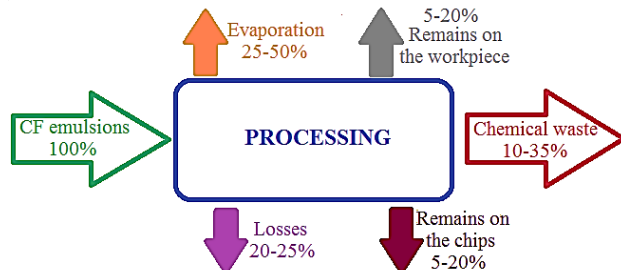 Evaporation
25-50%
5-20%
Remains on
the workpiece
CF emulsions
100%
PROCESSING
Chemical waste
10-35%
Losses
20-25%
Remains on
the chips
5-20%